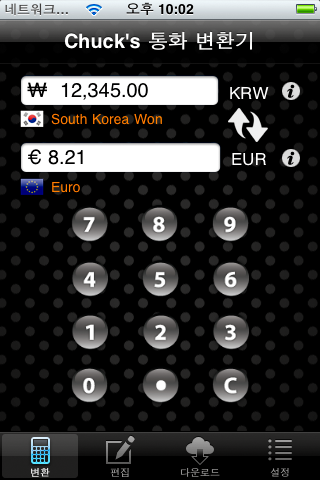 네트워크... 오후 10:02
Chuck's 통화 변환기
₩ 12,345.00 KRW
South Korea Won
€ 8.21 EUR
Euro
7 8 9
4 5 6
1 2 3
0 • C
변환 편집 다운로드 설정